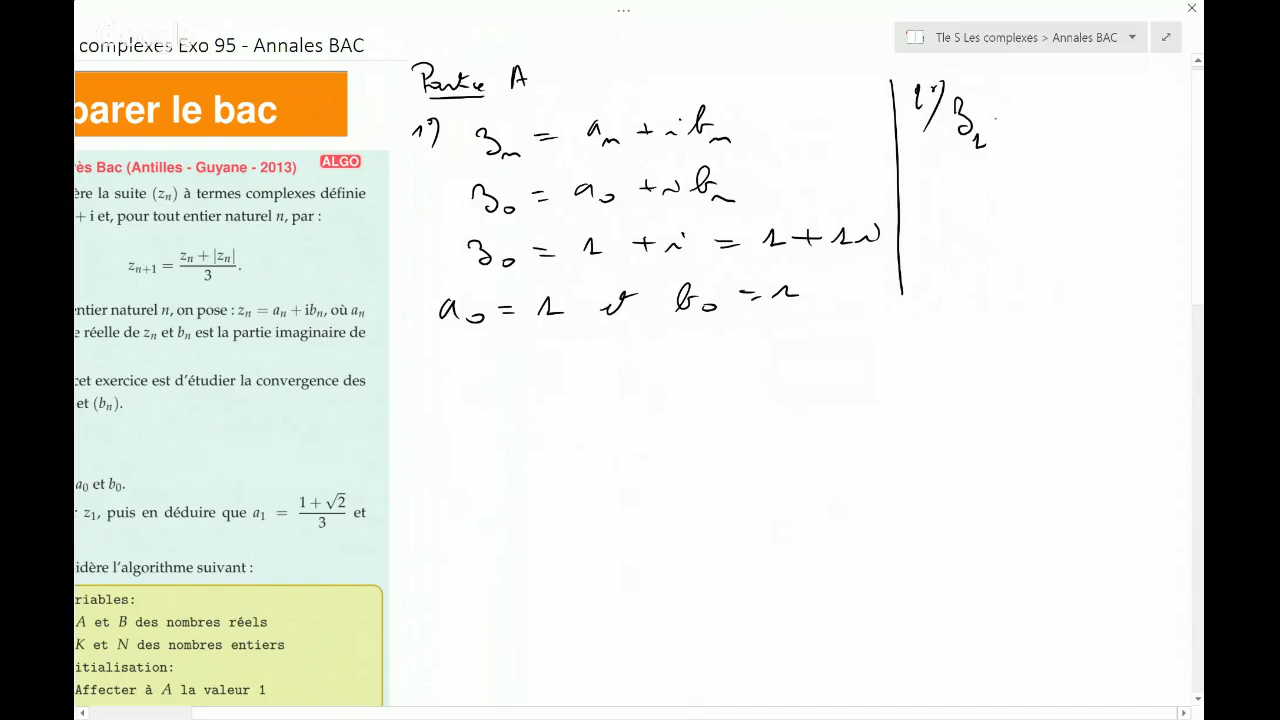 complexes Exo 95 - Annales BAC
Tle S Les complexes > Annales BAC
parer le bac
ès Bac (Antilles - Guyane - 2013) ALGO
ère la suite (zₙ) à termes complexes définie
+ i et, pour tout entier naturel n, par :
zₙ₊₁ = (zₙ + |zₙ|)/3.
entier naturel n, on pose : zₙ = aₙ + ibₙ, où aₙ
e réelle de zₙ et bₙ est la partie imaginaire de
cet exercice est d'étudier la convergence des
et (bₙ).
a₀ et b₀.
r z₁, puis en déduire que a₁ = (1 + √2)/3 et
idère l'algorithme suivant :
riables:
A et B des nombres réels
K et N des nombres entiers
itialisation:
Affecter à A la valeur 1
Partie A
1°) zₙ = aₙ + i bₙ
z₀ = a₀ + i bₙ
z₀ = 1 + i = 1 + 1i
a₀ = 1 et b₀ = 1
2°) z₁